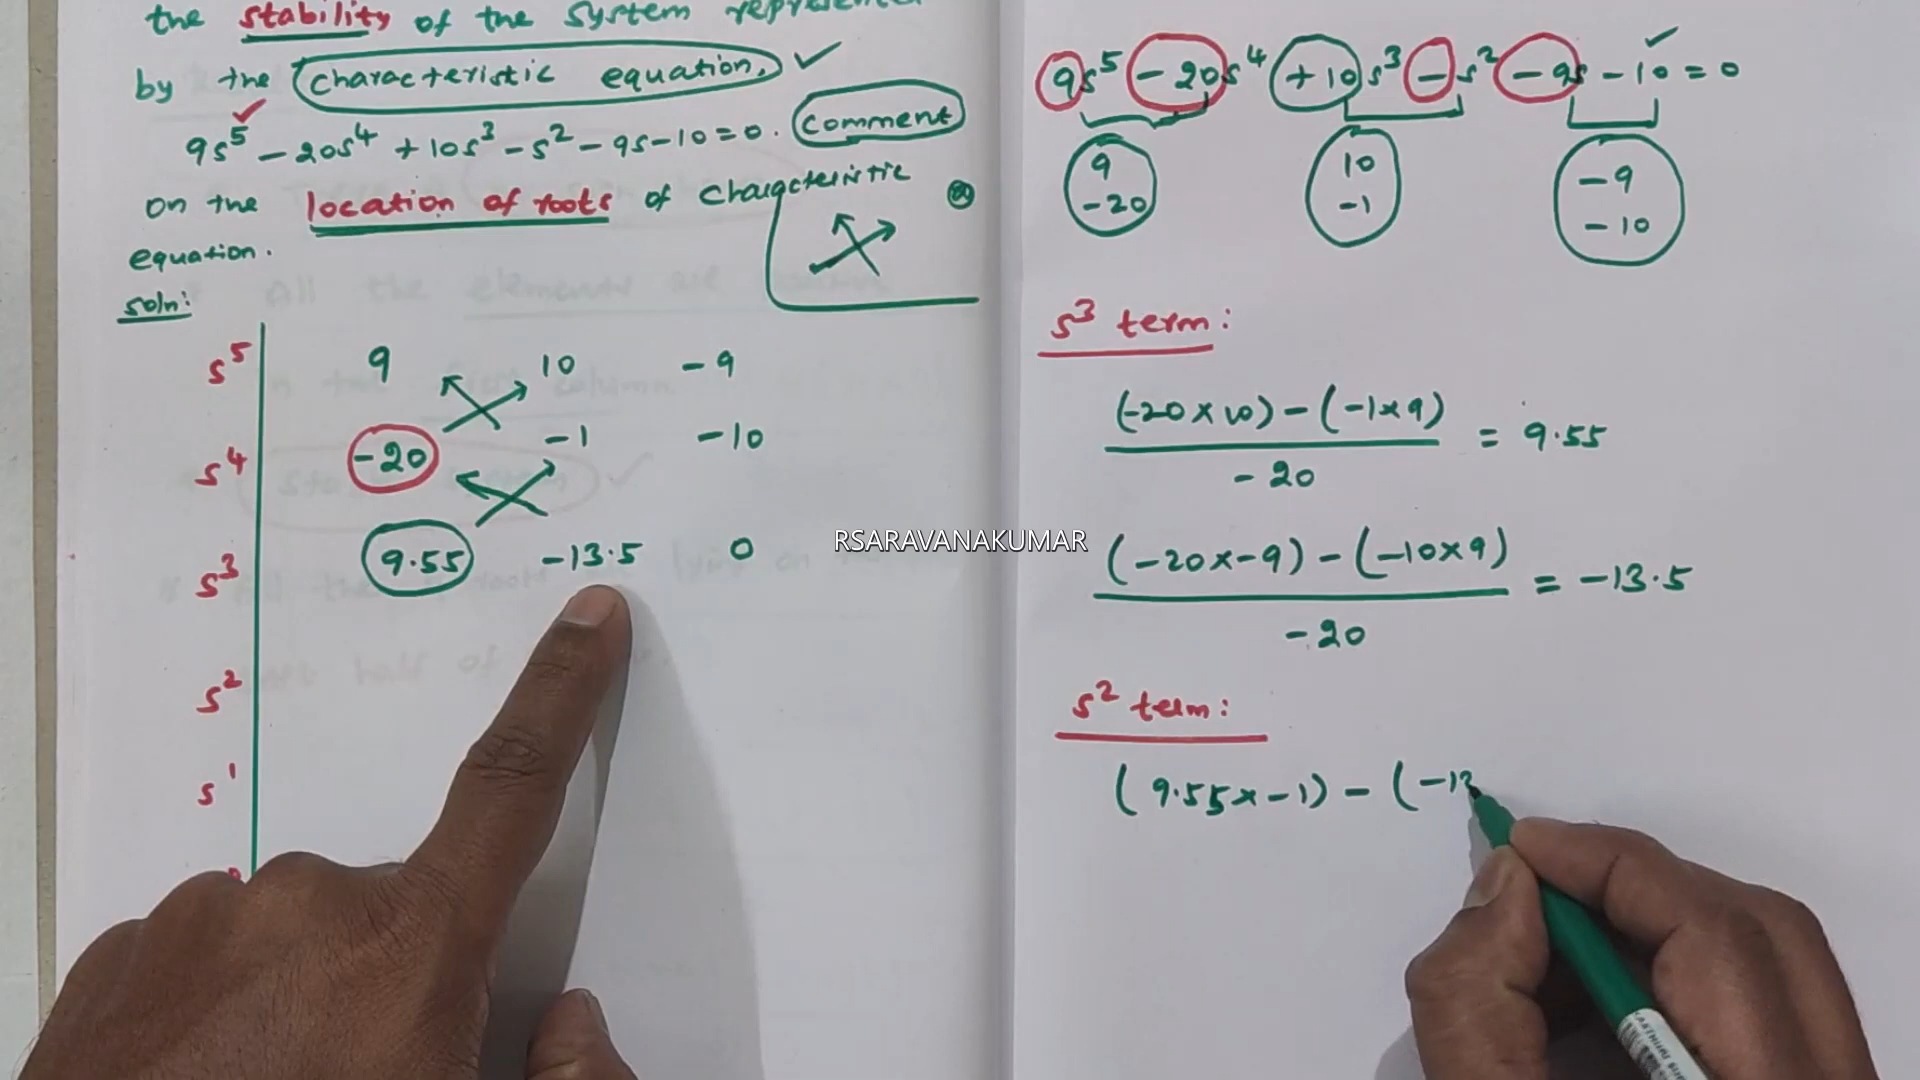 the stability of the system represented
by the characteristic equation,
9s⁵ - 20s⁴ + 10s³ - s² - 9s - 10 = 0. Comment
on the location of roots of characteristic
equation.
soln:
s⁵ 9 10 -9
s⁴ -20 -1 -10
s³ 9.55 -13.5 0
s²
s¹
RSARAVANAKUMAR
9s⁵ - 20s⁴ + 10s³ - s² - 9s - 10 = 0
9 10 -9
-20 -1 -10
s³ term:
(-20×10) - (-1×9)
= 9.55
-20
(-20×-9) - (-10×9)
= -13.5
-20
s² term:
(9.55×-1) - (-13